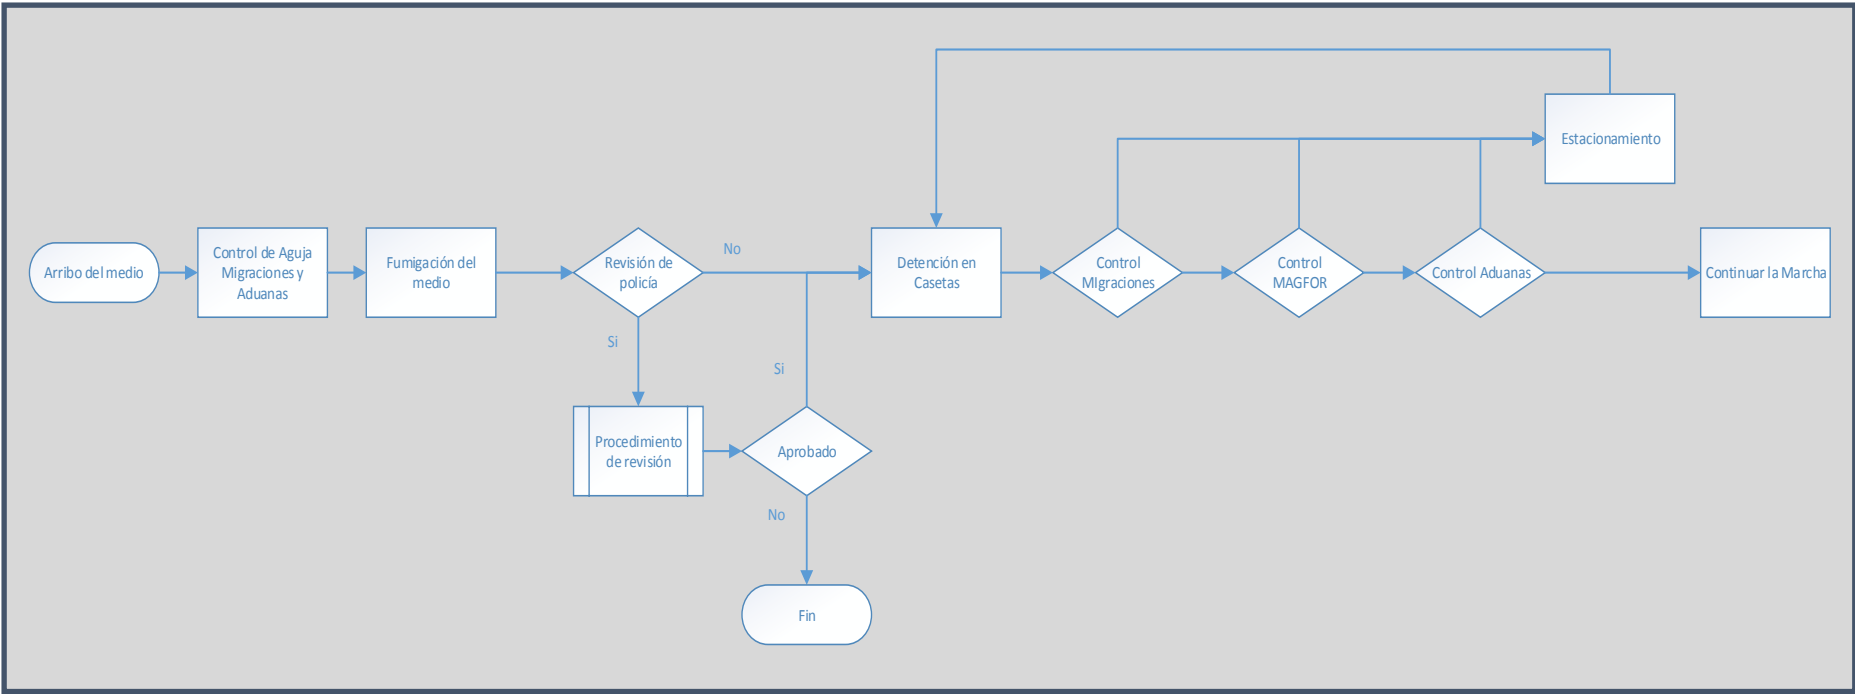 Estacionamiento
Arribo del medio
Control de Aguja
Migraciones y
Aduanas
Fumigación del
medio
Revisión de
policía
No
Detención en
Casetas
Control
MIgraciones
Control
MAGFOR
Control Aduanas
Continuar la Marcha
Si
Si
Procedimiento
de revisión
Aprobado
No
Fin